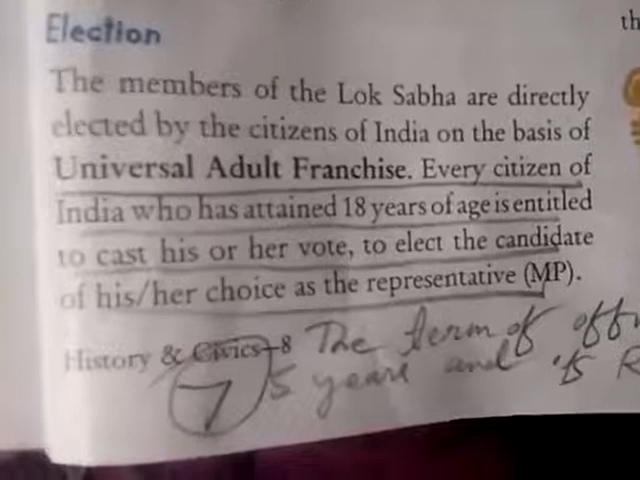 Election
th
The members of the Lok Sabha are directly
elected by the citizens of India on the basis of
Universal Adult Franchise. Every citizen of
India who has attained 18 years of age is entitled
to cast his or her vote, to elect the candidate
of his/her choice as the representative (MP).
History & Civics-8 The term of off
7 5 years and is R